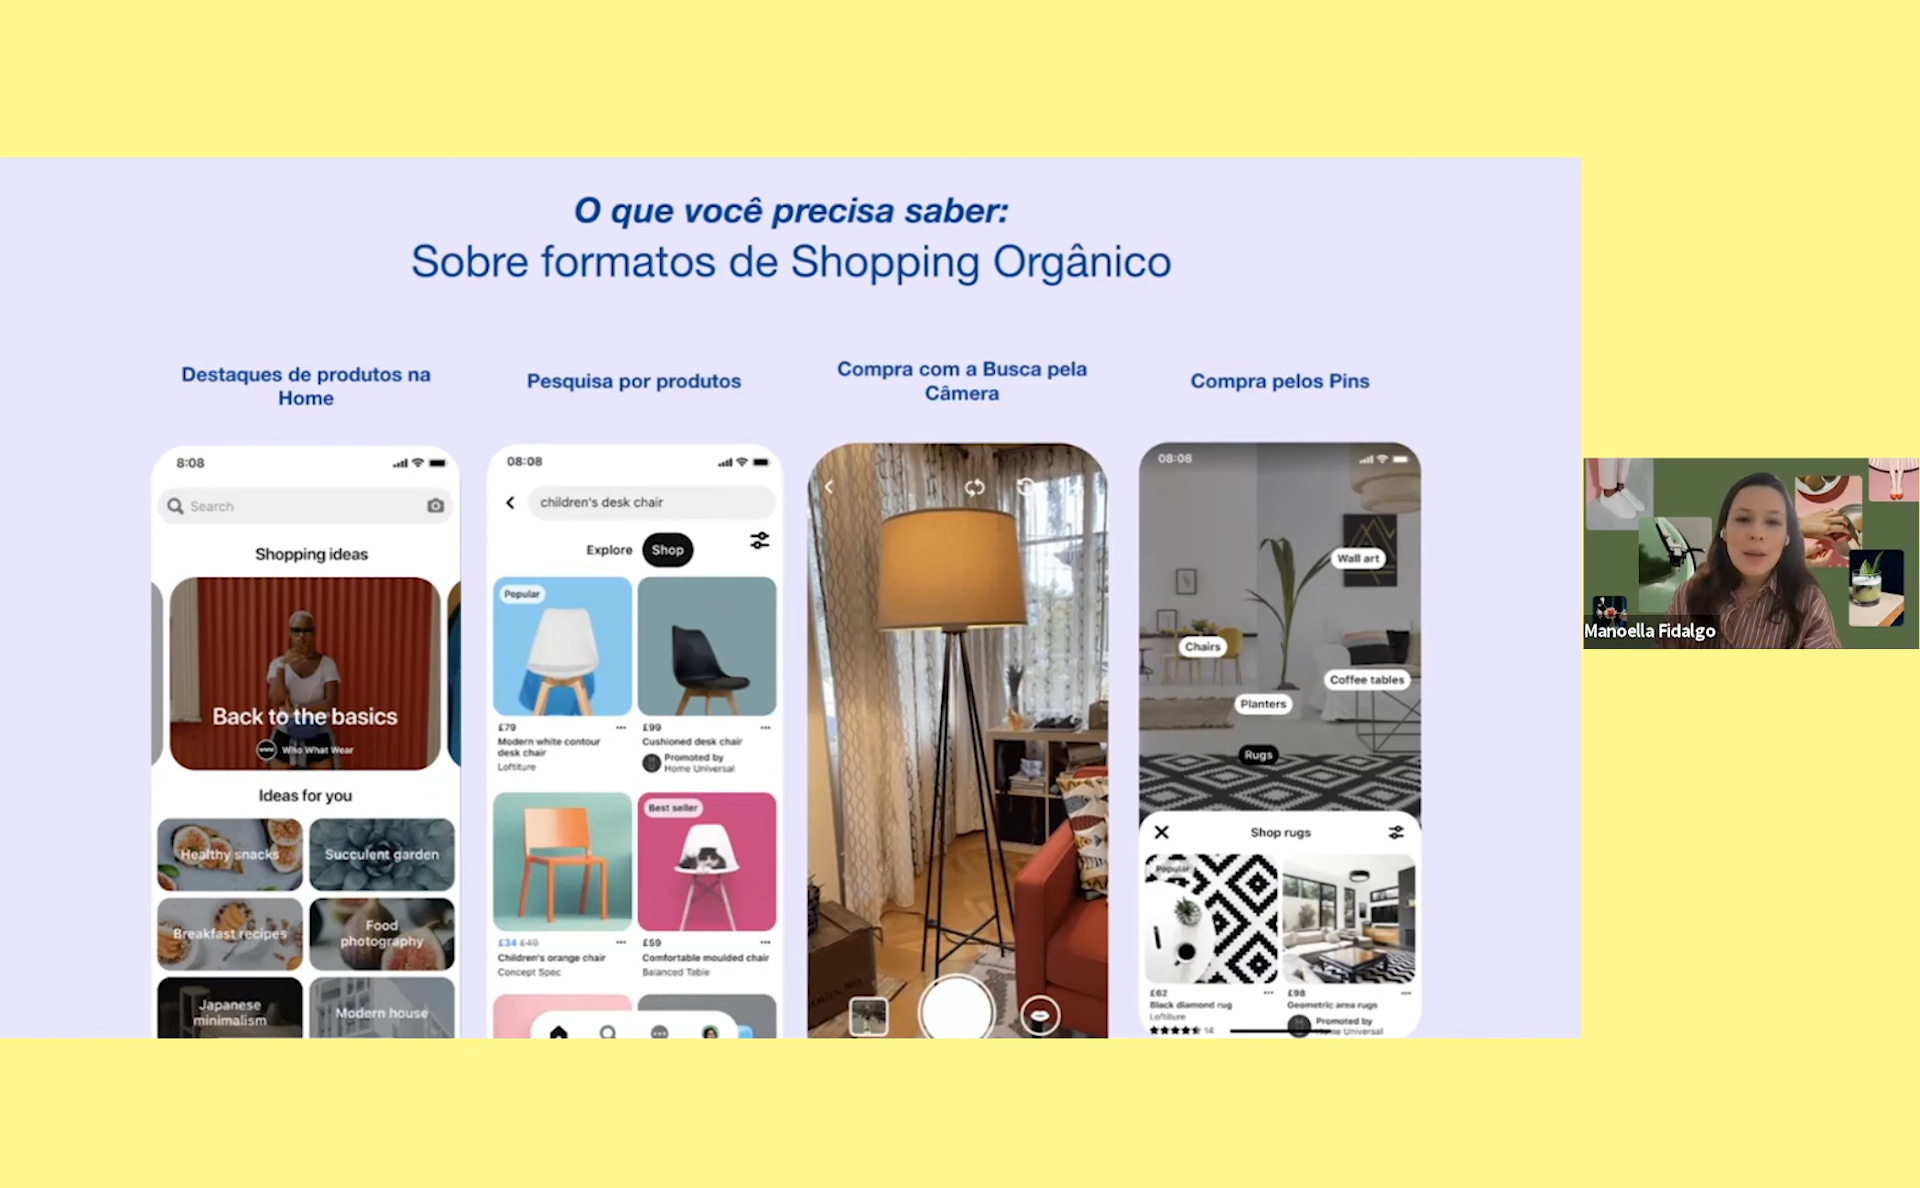 O que você precisa saber:
Sobre formatos de Shopping Orgânico
Destaques de produtos na
Home
Pesquisa por produtos
Compra com a Busca pela
Câmera
Compra pelos Pins
8:08
Search
Shopping ideas
Back to the basics
Who What Wear
Ideas for you
Healthy snacks
Succulent garden
Breakfast recipes
Food
photography
Japanese
minimalism
Modern house
08:08
children's desk chair
Explore
Shop
Popular
£79
Modern white contour
desk chair
Loftiture
£99
Cushioned desk chair
Promoted by
Home Universal
Best seller
£34 £49
Children's orange chair
Concept Spec
£59
Comfortable moulded chair
Balanced Table
08:08
Wall art
Chairs
Coffee tables
Planters
Rugs
Shop rugs
Popular
£62
Black diamond rug
Loftiture
14
£98
Geometric area rugs
Promoted by
Home Universal
Manoella Fidalgo